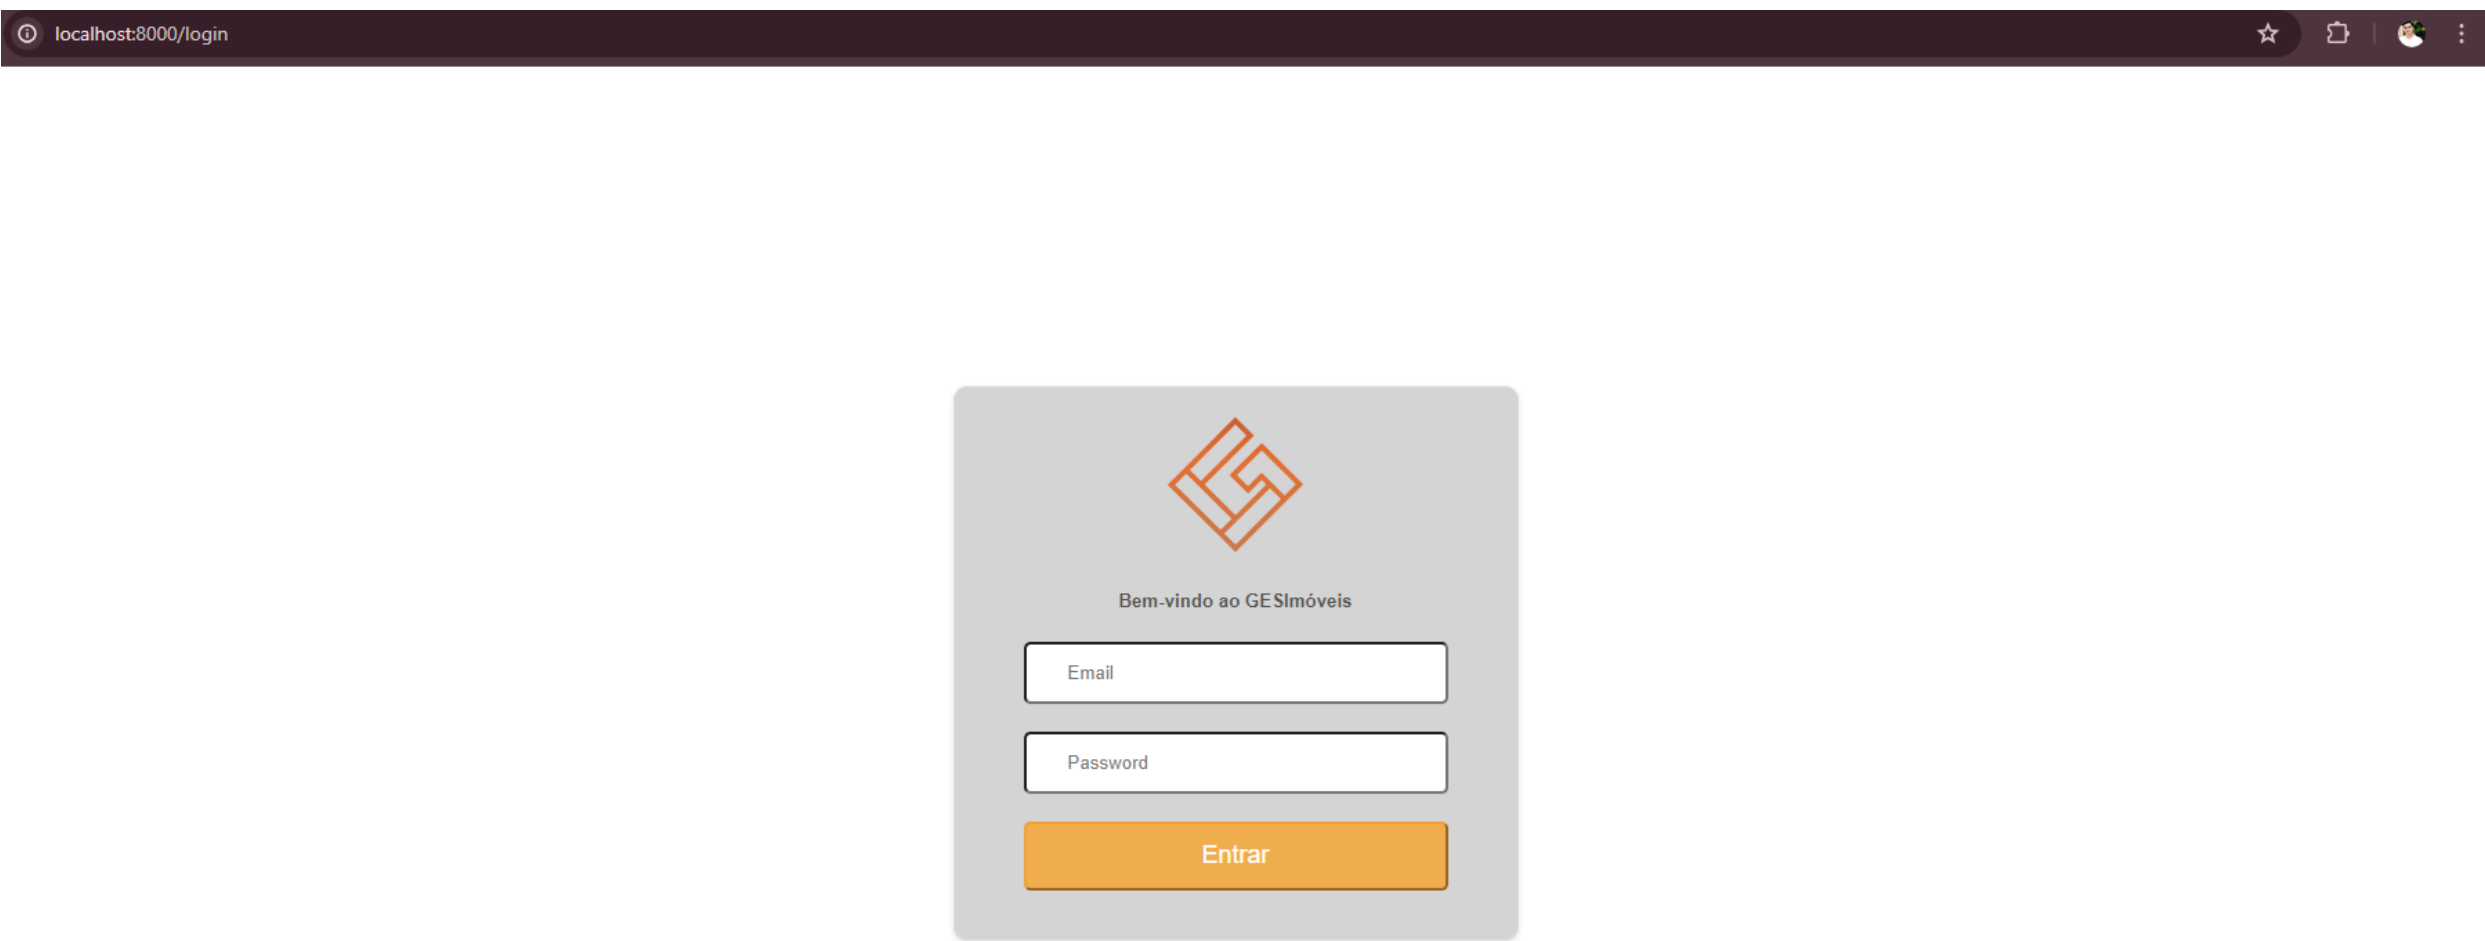 localhost:8000/login
Bem-vindo ao GESImóveis
Email
Password
Entrar